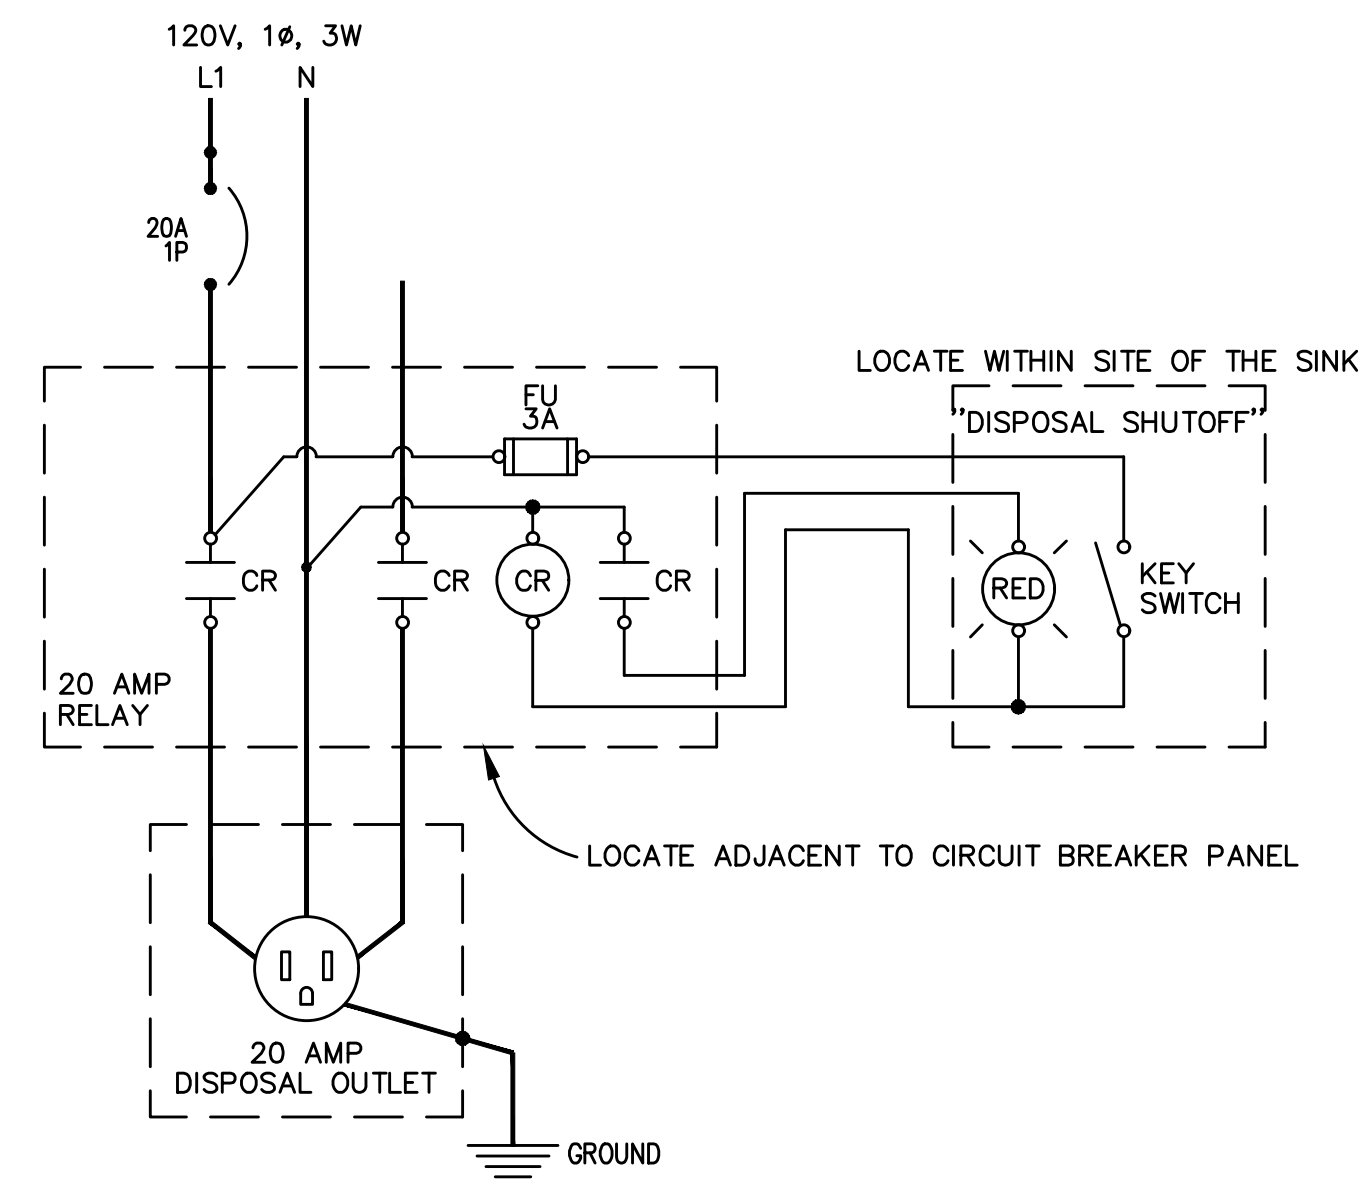 120V, 1ø, 3W
L1 N
20A
1P
LOCATE WITHIN SITE OF THE SINK
"DISPOSAL SHUTOFF"
FU
3A
CR
CR
CR
CR
RED
KEY
SWITCH
20 AMP
RELAY
LOCATE ADJACENT TO CIRCUIT BREAKER PANEL
20 AMP
DISPOSAL OUTLET
GROUND